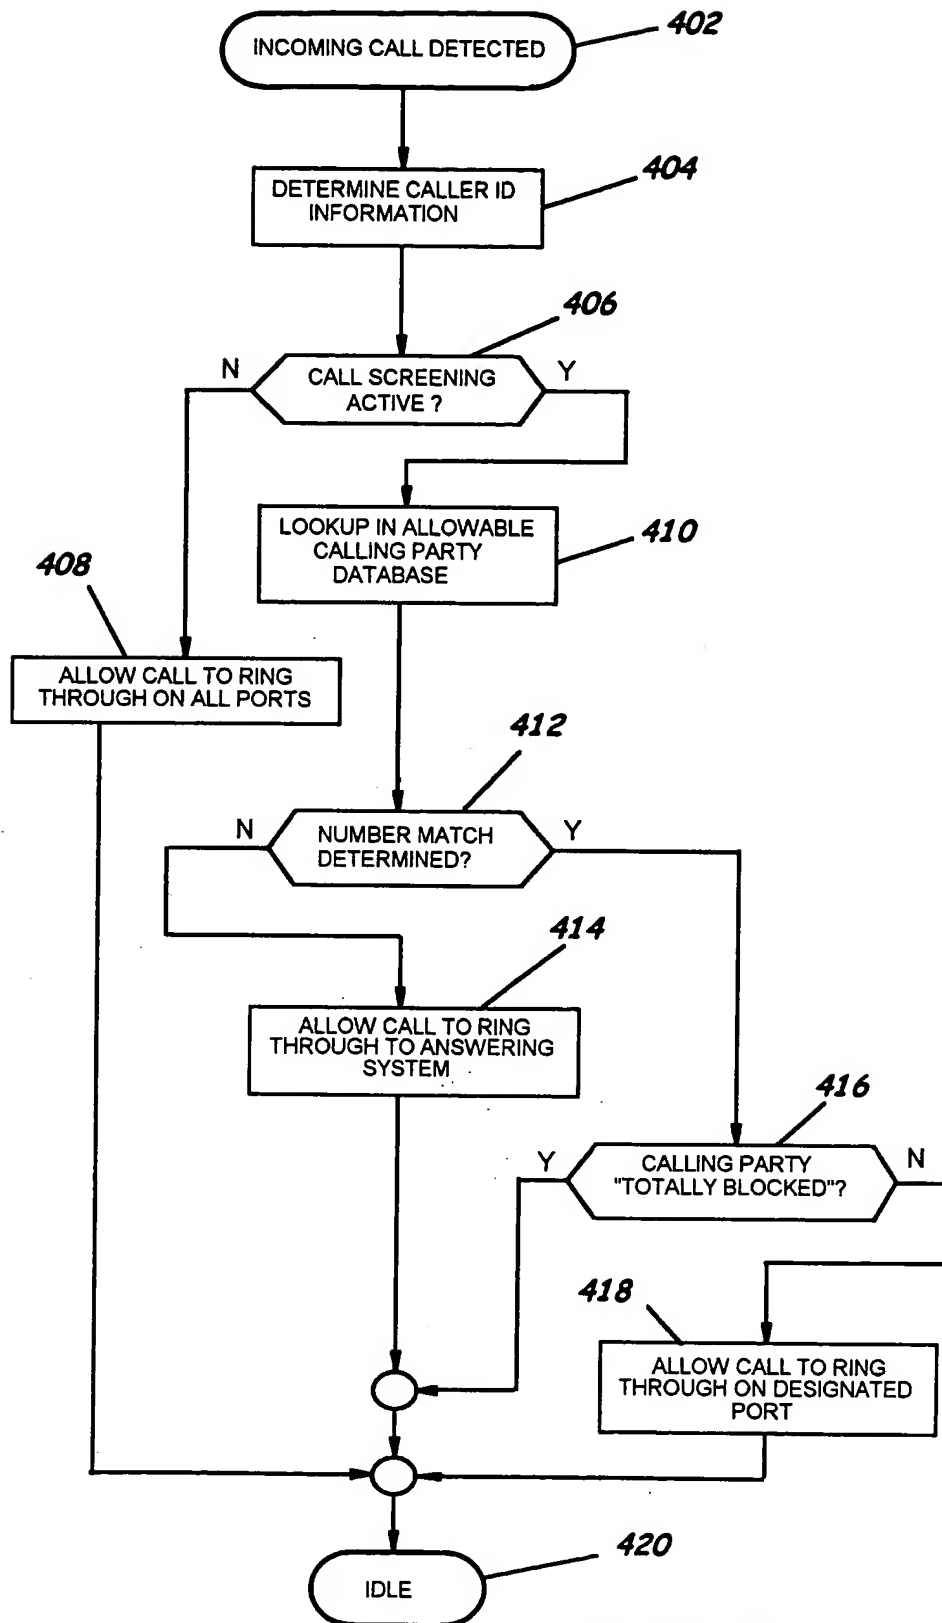 402
INCOMING CALL DETECTED
404
DETERMINE CALLER ID
INFORMATION
406
N
CALL SCREENING
ACTIVE ?
Y
LOOKUP IN ALLOWABLE
CALLING PARTY
DATABASE
410
408
ALLOW CALL TO RING
THROUGH ON ALL PORTS
412
N
NUMBER MATCH
DETERMINED?
Y
414
ALLOW CALL TO RING
THROUGH TO ANSWERING
SYSTEM
416
Y
CALLING PARTY
"TOTALLY BLOCKED"?
N
418
ALLOW CALL TO RING
THROUGH ON DESIGNATED
PORT
420
IDLE